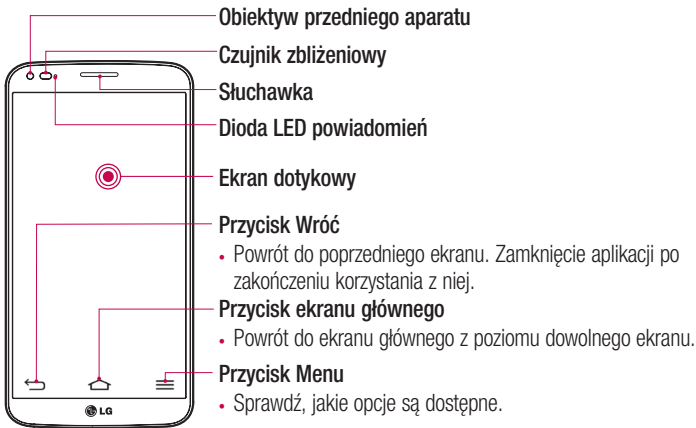 Obiektyw przedniego aparatu
Czujnik zbliżeniowy
Słuchawka
Dioda LED powiadomień
Ekran dotykowy
Przycisk Wróć
• Powrót do poprzedniego ekranu. Zamknięcie aplikacji po
zakończeniu korzystania z niej.
Przycisk ekranu głównego
• Powrót do ekranu głównego z poziomu dowolnego ekranu.
Przycisk Menu
• Sprawdź, jakie opcje są dostępne.
LG